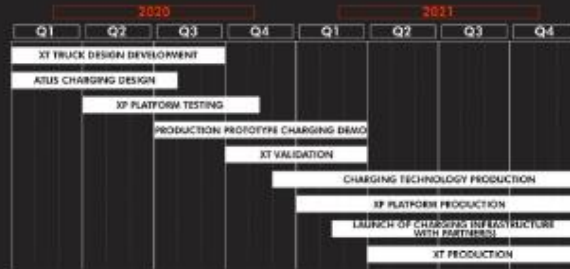 2020 2021
Q1 Q2 Q3 Q4 Q1 Q2 Q3 Q4
XT TRUCK DESIGN DEVELOPMENT
ATLIS CHARGING DESIGN
XP PLATFORM TESTING
PRODUCTION PROTOTYPE CHARGING DEMO
XT VALIDATION
CHARGING TECHNOLOGY PRODUCTION
XP PLATFORM PRODUCTION
LAUNCH OF CHARGING INFRASTRUCTURE
WITH PARTNER(S)
XT PRODUCTION